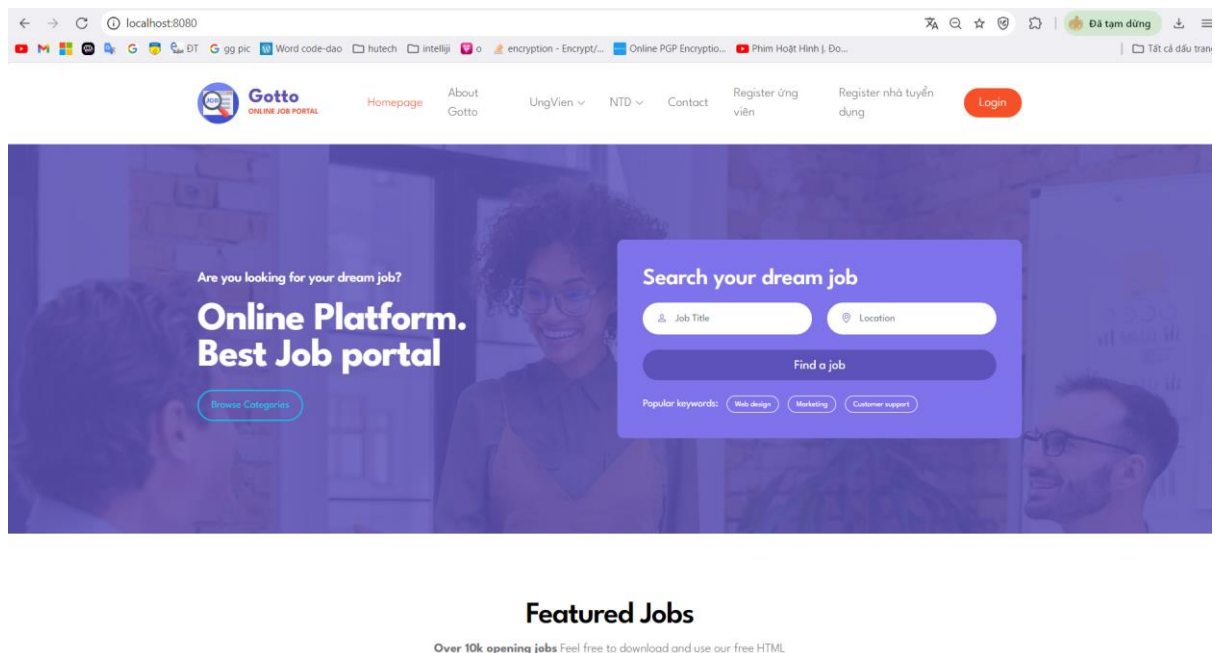 localhost:8080
Đã tạm dừng
ĐT
G gg pic
Word code-dao
hutech
intelliji
o
encryption - Encrypt/...
Online PGP Encryptio...
Phim Hoạt Hình |. Đo...
Tất cả dấu trang
JOB
Gotto
ONLINE JOB PORTAL
Homepage
About
Gotto
UngVien
NTD
Contact
Register ứng
viên
Register nhà tuyển
dụng
Login
Are you looking for your dream job?
Online Platform.
Best Job portal
Browse Categories
Search your dream job
Job Title
Location
Find a job
Popular keywords:
Web design
Marketing
Customer support
Featured Jobs
Over 10k opening jobs Feel free to download and use our free HTML